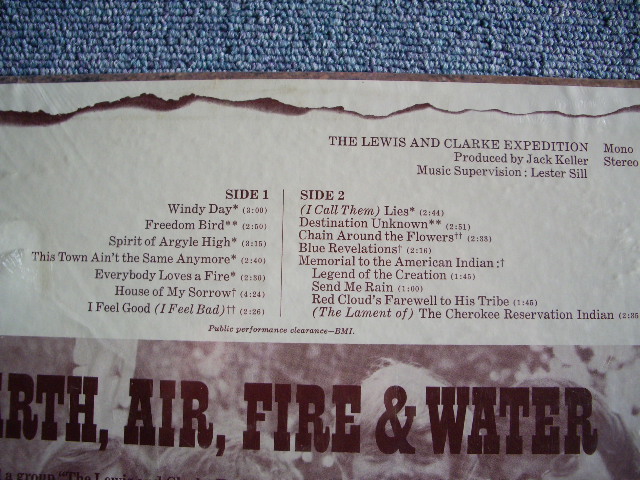 THE LEWIS AND CLARKE EXPEDITION Mono
Produced by Jack Keller Stereo
Music Supervision: Lester Sill
SIDE 1
Windy Day* (3:00)
Freedom Bird** (2:50)
Spirit of Argyle High* (3:15)
This Town Ain't the Same Anymore* (2:40)
Everybody Loves a Fire* (2:36)
House of My Sorrow† (4:24)
I Feel Good (I Feel Bad)†† (2:26)
SIDE 2
(I Call Them) Lies* (2:44)
Destination Unknown** (2:51)
Chain Around the Flowers†† (2:33)
Blue Revelations† (2:16)
Memorial to the American Indian:†
Legend of the Creation (1:45)
Send Me Rain (1:00)
Red Cloud's Farewell to His Tribe (1:45)
(The Lament of) The Cherokee Reservation Indian (2:35
Public performance clearance—BMI.
RTH, AIR, FIRE & WATER
a group "The Lewis